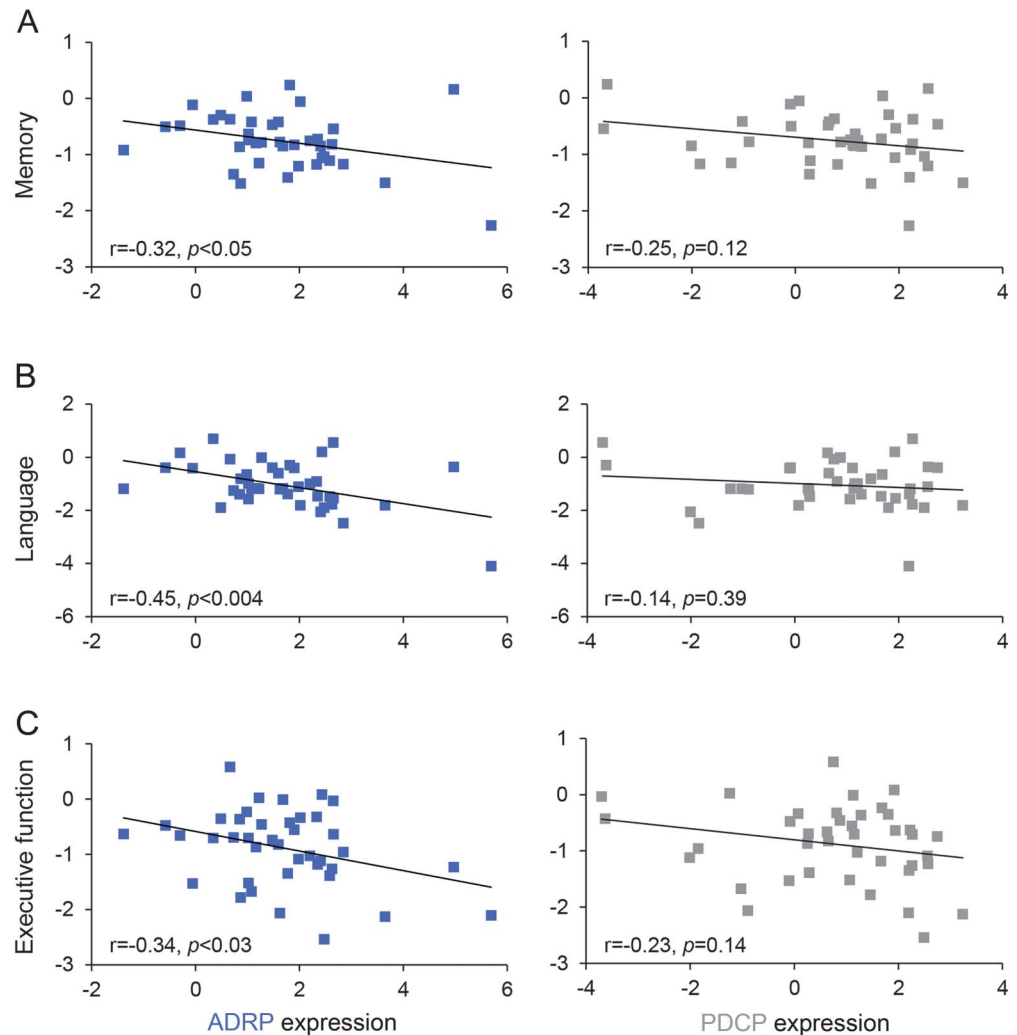 A
Memory
1
0
-1
-2
-3
r=-0.32, p<0.05
-2 0 2 4 6
1
0
-1
-2
-3
r=-0.25, p=0.12
-4 -2 0 2 4
B
Language
2
0
-2
-4
-6
r=-0.45, p<0.004
-2 0 2 4 6
2
0
-2
-4
-6
r=-0.14, p=0.39
-4 -2 0 2 4
C
Executive function
1
0
-1
-2
-3
r=-0.34, p<0.03
-2 0 2 4 6
ADRP expression
1
0
-1
-2
-3
r=-0.23, p=0.14
-4 -2 0 2 4
PDCP expression